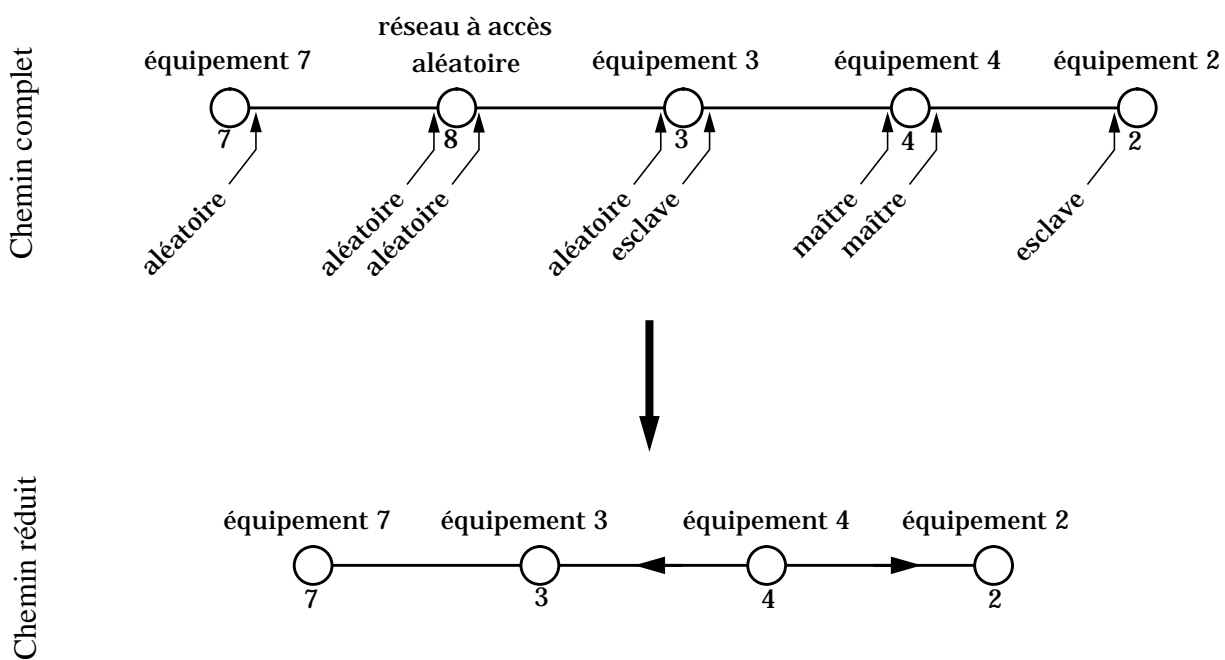 Chemin complet
réseau à accès
aléatoire
équipement 7
équipement 3
équipement 4
équipement 2
7
8
3
4
2
aléatoire
aléatoire
aléatoire
aléatoire
esclave
maître
maître
esclave
Chemin réduit
équipement 7
équipement 3
équipement 4
équipement 2
7
3
4
2